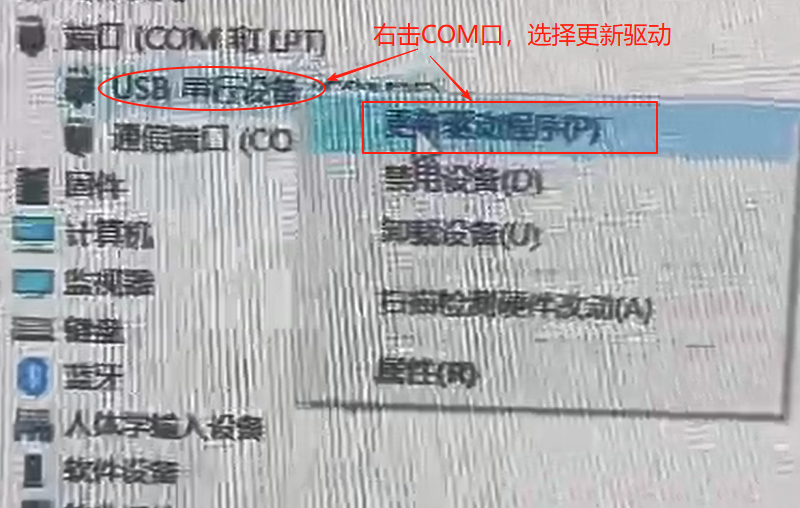 右击COM口，选择更新驱动
端口 (COM 和 LPT)
USB 串行设备
更新驱动程序(P)
通信端口 (CO
禁用设备(D)
固件
卸载设备(U)
计算机
监视器
扫描检测硬件改动(A)
键盘
蓝牙
属性(R)
人体学输入设备
软件设备